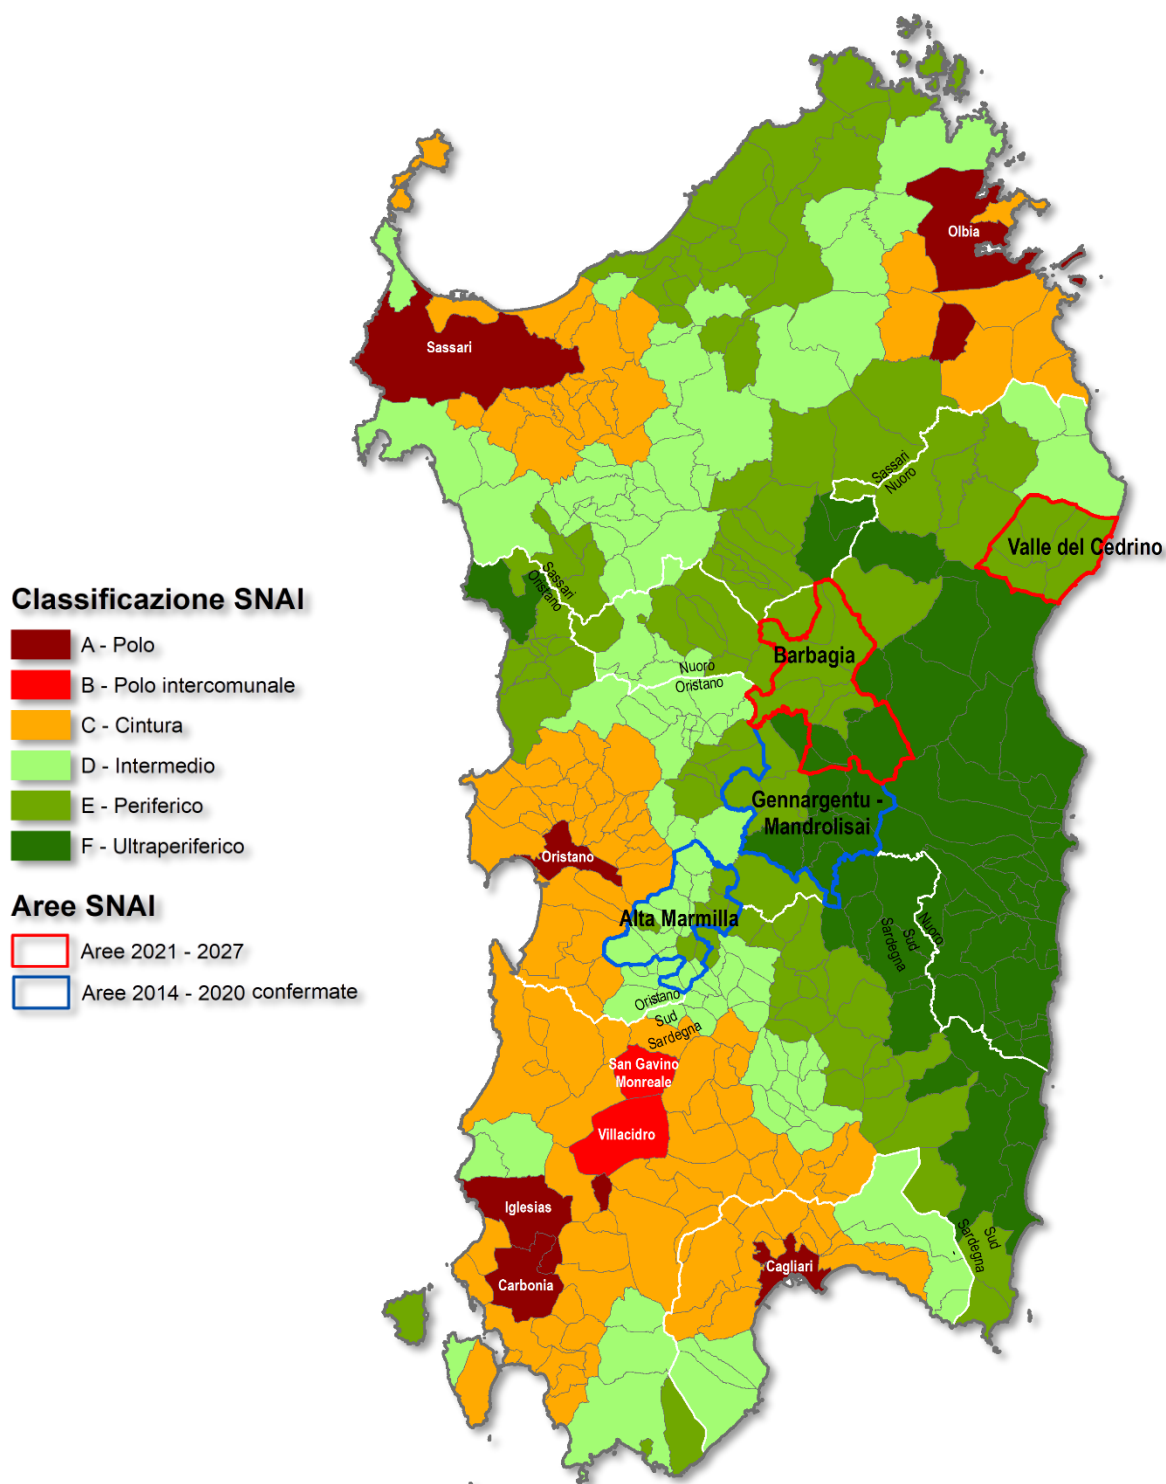 Olbia
Sassari
Sassari
Nuoro
Valle del Cedrino
Sassari
Oristano
Classificazione SNAI
A - Polo
B - Polo intercomunale
C - Cintura
D - Intermedio
E - Periferico
F - Ultraperiferico
Aree SNAI
Aree 2021 - 2027
Aree 2014 - 2020 confermate
Barbagia
Nuoro
Oristano
Gennargentu -
Mandrolisai
Oristano
Alta Marmilla
Nuoro
Sud
Sardegna
Oristano
Sud
Sardegna
San Gavino
Monreale
Villacidro
Iglesias
Carbonia
Cagliari
Sud
Sardegna